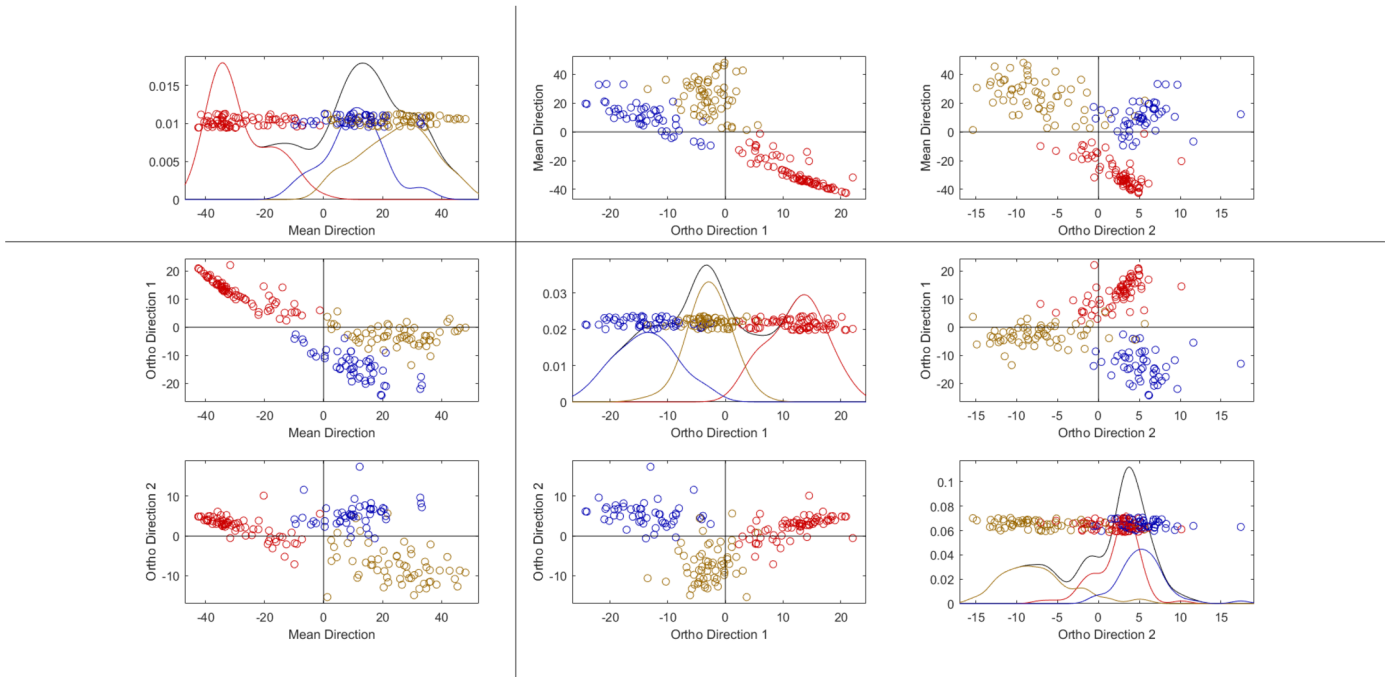 0.015
0.01
0.005
0
-40 -20 0 20 40
Mean Direction
Mean Direction
40
20
0
-20
-40
-20 -10 0 10 20
Ortho Direction 1
Mean Direction
40
20
0
-20
-40
-15 -10 -5 0 5 10 15
Ortho Direction 2
Ortho Direction 1
20
10
0
-10
-20
-40 -20 0 20 40
Mean Direction
0.03
0.02
0.01
0
-20 -10 0 10 20
Ortho Direction 1
Ortho Direction 1
20
10
0
-10
-20
-15 -10 -5 0 5 10 15
Ortho Direction 2
Ortho Direction 2
10
0
-10
-40 -20 0 20 40
Mean Direction
Ortho Direction 2
10
0
-10
-20 -10 0 10 20
Ortho Direction 1
0.1
0.08
0.06
0.04
0.02
0
-15 -10 -5 0 5 10 15
Ortho Direction 2